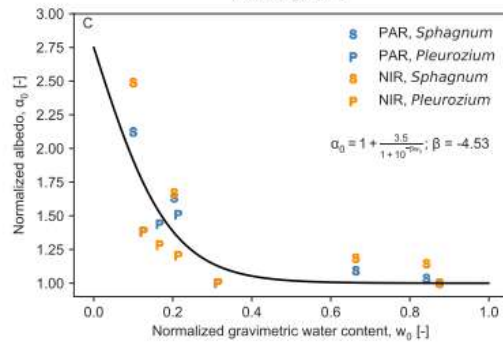 C
PAR, Sphagnum
PAR, Pleurozium
NIR, Sphagnum
NIR, Pleurozium
S
P
S
P
α₀ = 1 + 3.5 / 1 + 10^-βw₀ ; β = -4.53
Normalized albedo, α₀ [-]
3.00
2.75
2.50
2.25
2.00
1.75
1.50
1.25
1.00
S
S
S
S
P
P
P
P
P
P
S
S
S
S
P
0.0
0.2
0.4
0.6
0.8
1.0
Normalized gravimetric water content, w₀ [-]